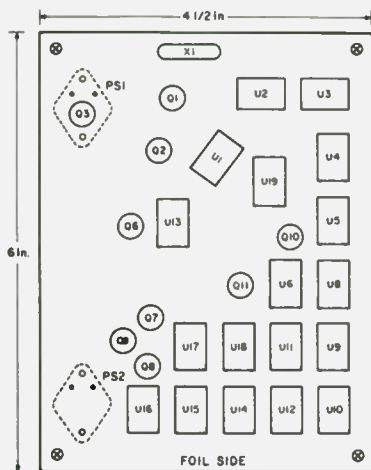 4 1/2 in
X1
PS1
Q1
U2
U3
Q3
6 in.
Q2
U1
U4
U19
Q6
U13
U5
Q10
Q11
U6
U8
Q7
U17
U18
U11
U9
Q8
PS2
U16
U15
U14
U12
U10
FOIL SIDE